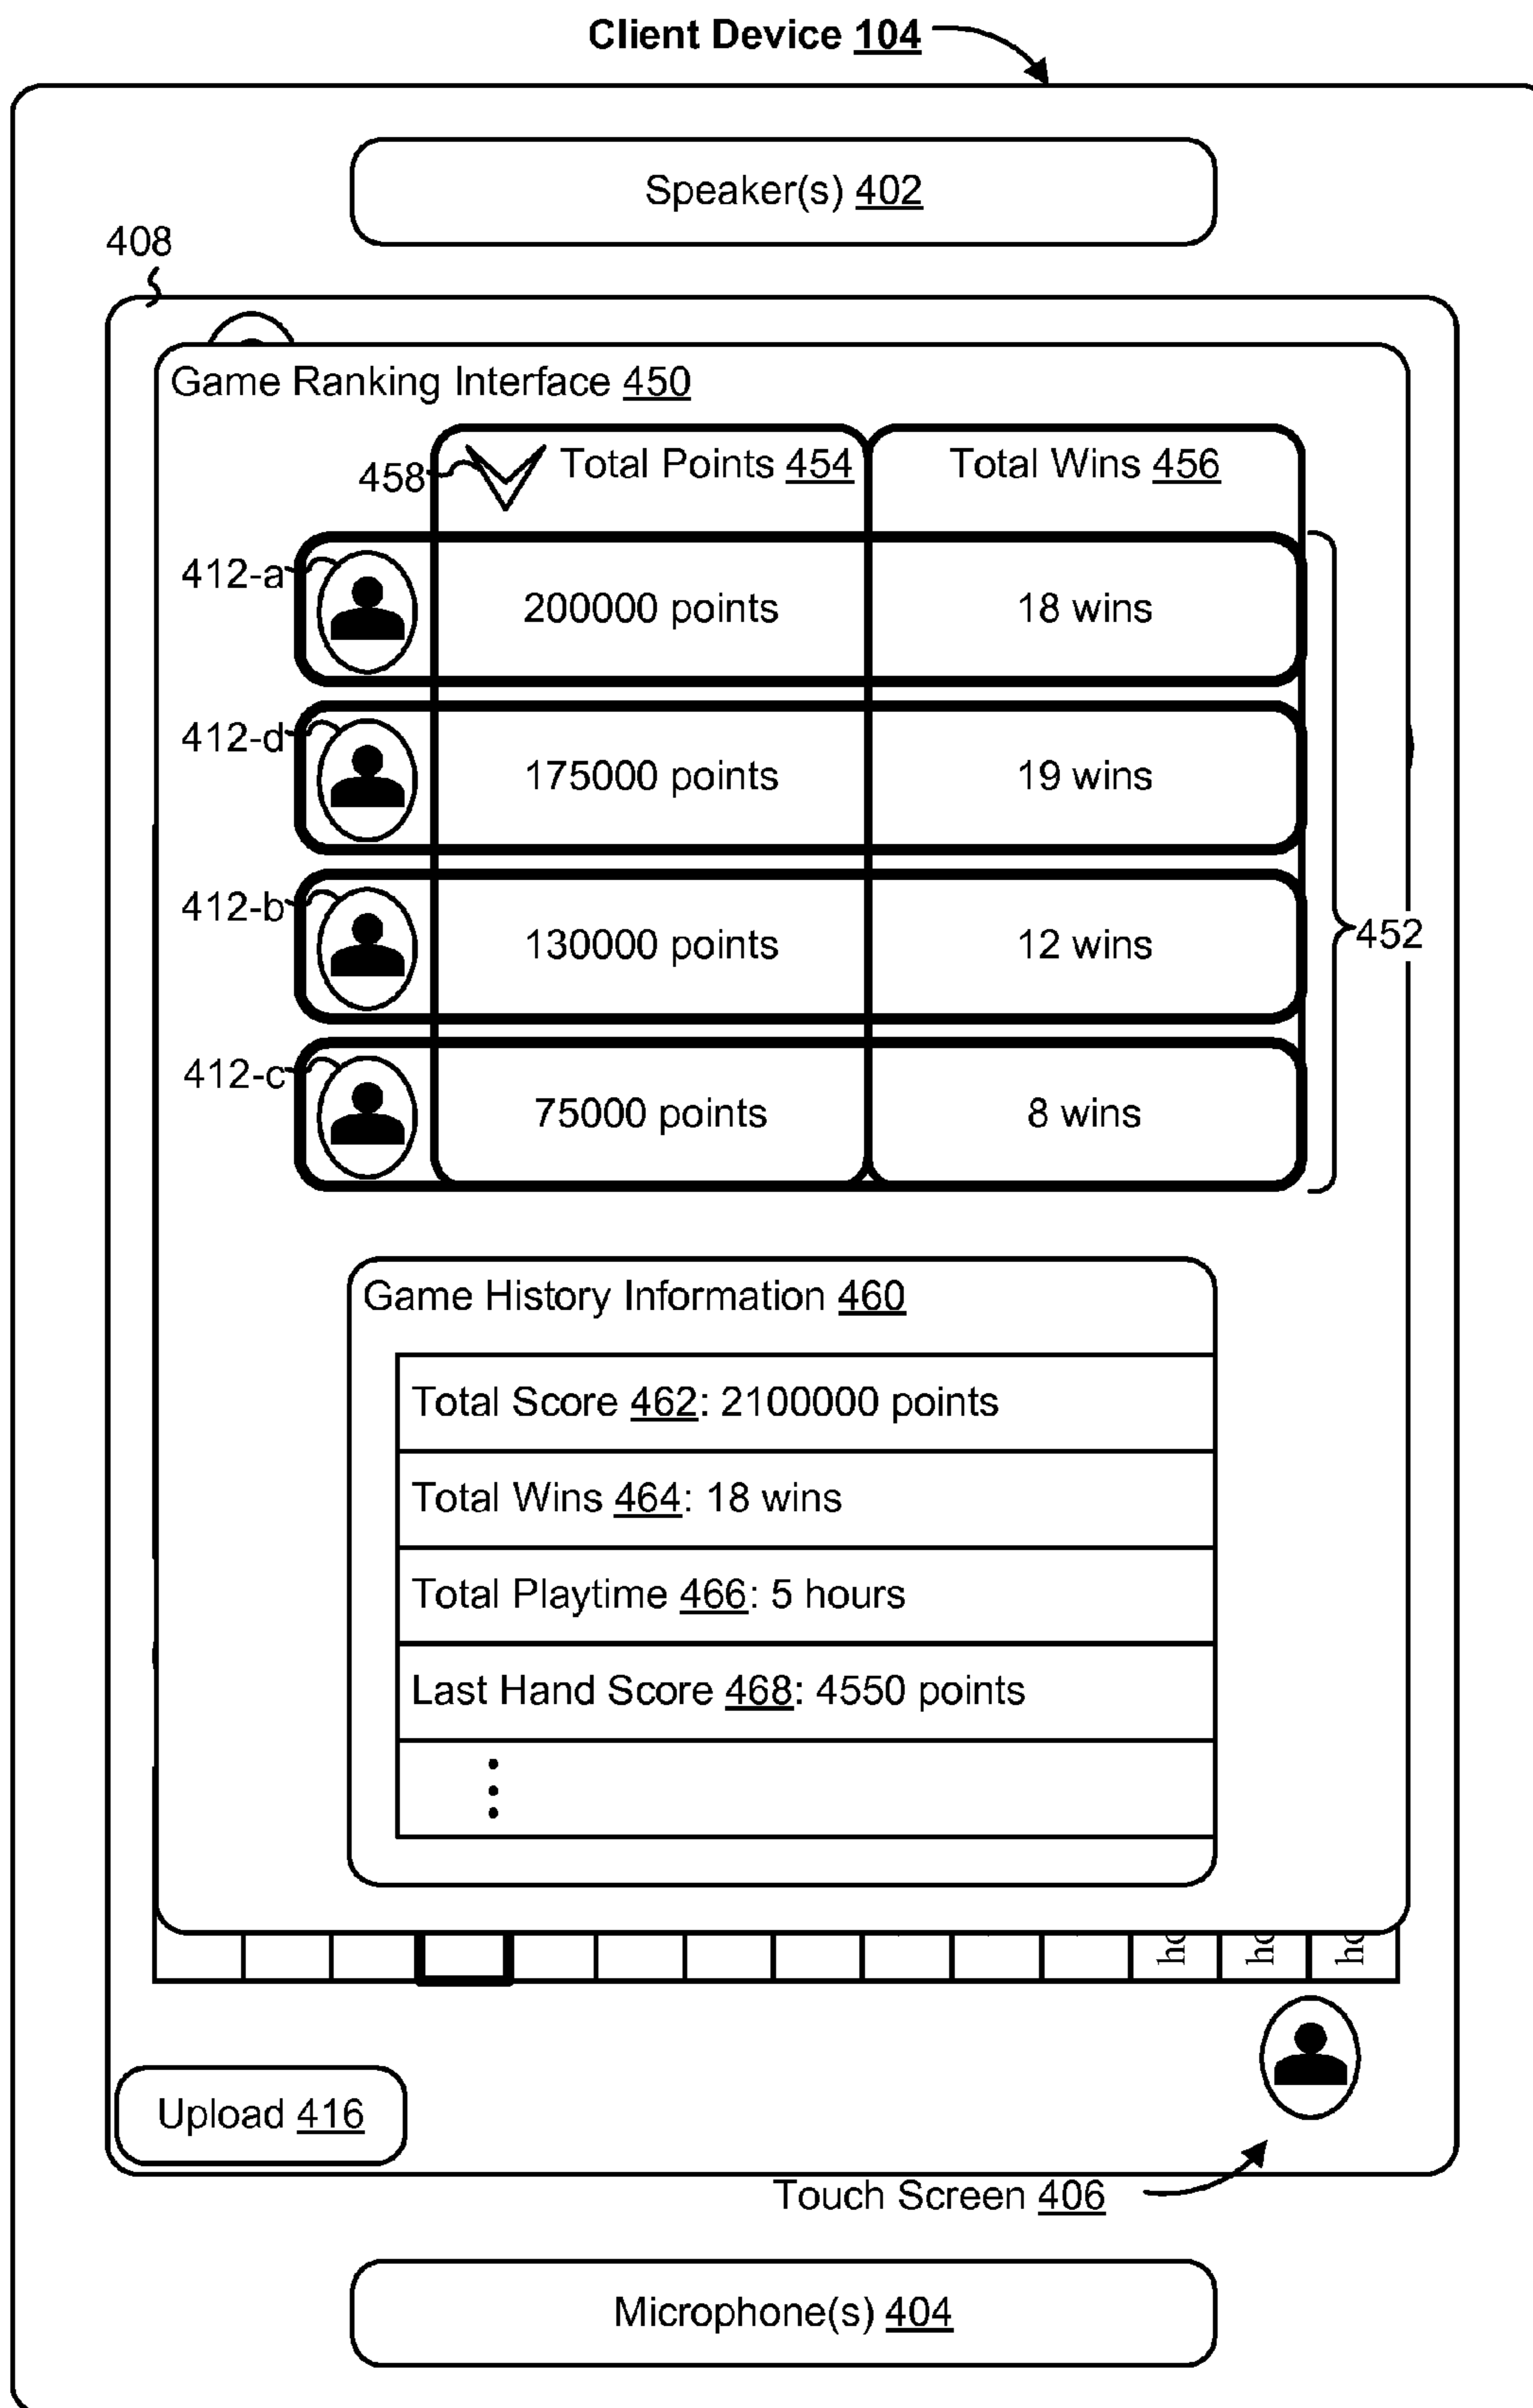 Client Device 104
Speaker(s) 402
408
Game Ranking Interface 450
458
Total Points 454
Total Wins 456
412-a
200000 points
18 wins
412-d
175000 points
19 wins
412-b
130000 points
12 wins
452
412-c
75000 points
8 wins
Game History Information 460
Total Score 462: 2100000 points
Total Wins 464: 18 wins
Total Playtime 466: 5 hours
Last Hand Score 468: 4550 points
Upload 416
Touch Screen 406
Microphone(s) 404